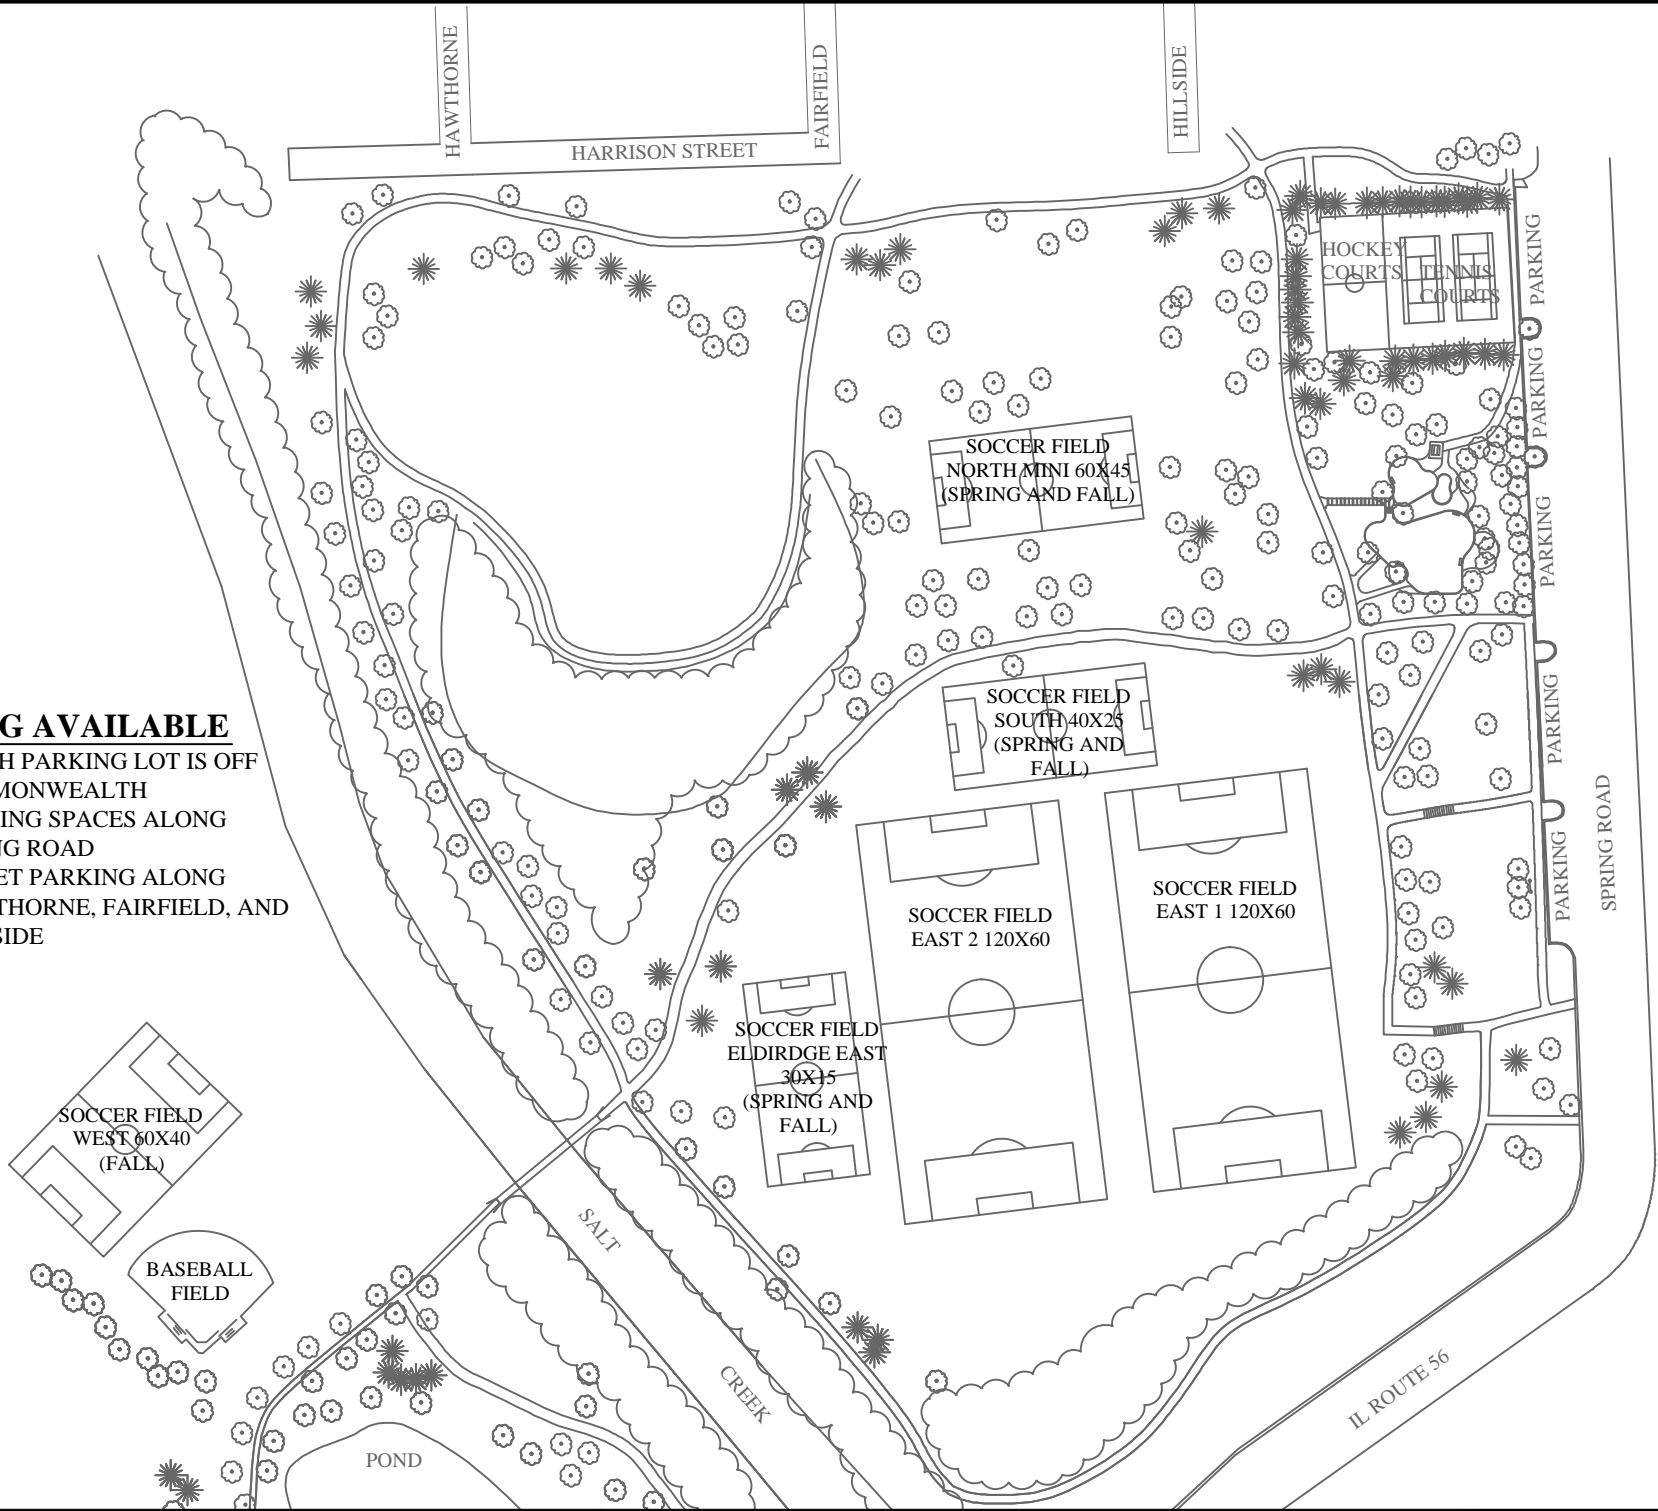 HAWTHORNE
FAIRFIELD
HILLSIDE
HARRISON STREET
HOCKEY
COURTS
TENNIS
COURTS
PARKING
PARKING
PARKING
PARKING
PARKING
SPRING ROAD
SOCCER FIELD
NORTH MINI 60X45
(SPRING AND FALL)
SOCCER FIELD
SOUTH 40X25
(SPRING AND
FALL)
G AVAILABLE
H PARKING LOT IS OFF
MONWEALTH
ING SPACES ALONG
NG ROAD
ET PARKING ALONG
THORNE, FAIRFIELD, AND
SIDE
SOCCER FIELD
EAST 2 120X60
SOCCER FIELD
EAST 1 120X60
SOCCER FIELD
ELDIRDGE EAST
30X15
(SPRING AND
FALL)
SOCCER FIELD
WEST 60X40
(FALL)
BASEBALL
FIELD
SALT
CREEK
POND
IL ROUTE 56